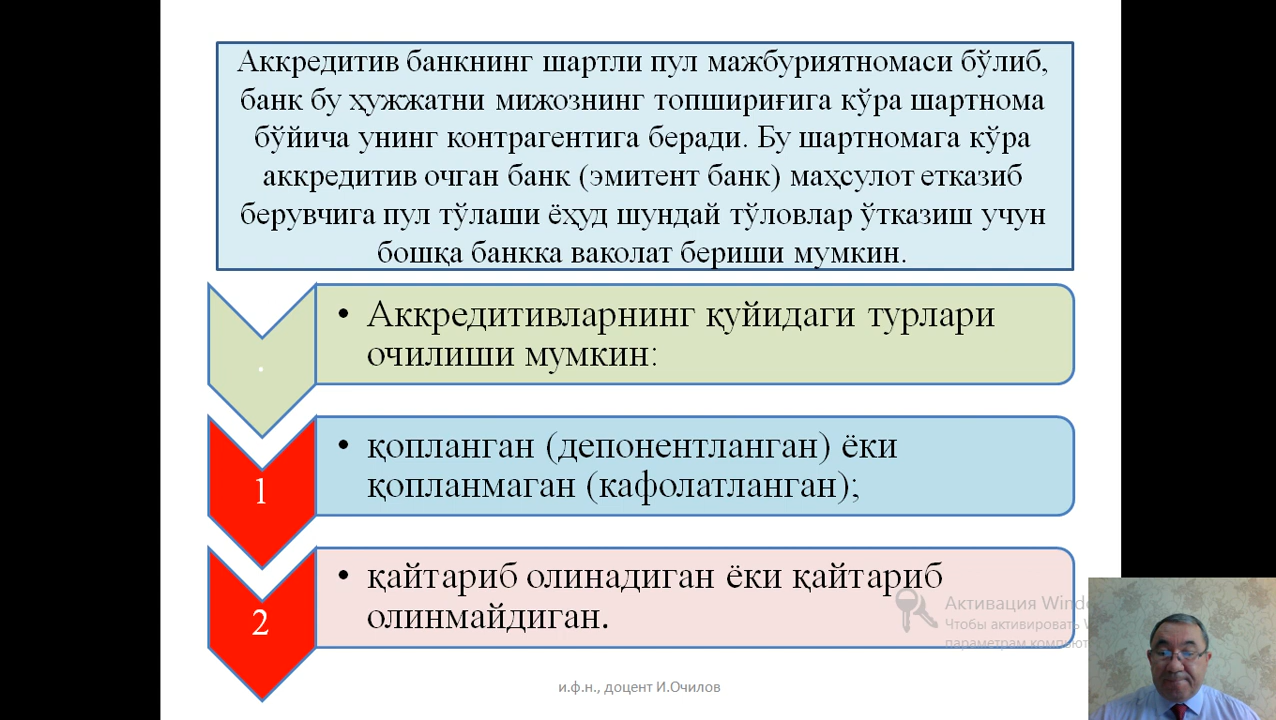 Аккредитив банкнинг шартли пул мажбуриятномаси бўлиб,
банк бу ҳужжатни мижознинг топшириғига кўра шартнома
бўйича унинг контрагентига беради. Бу шартномага кўра
аккредитив очган банк (эмитент банк) маҳсулот етказиб
берувчига пул тўлаши ёҳуд шундай тўловлар ўтказиш учун
бошқа банкка ваколат бериши мумкин.
• Аккредитивларнинг қуйидаги турлари
очилиши мумкин:
1
• қопланган (депонентланган) ёки
қопланмаган (кафолатланган);
2
• қайтариб олинадиган ёки қайтариб
олинмайдиган.
Активация Windo
Чтобы активировать W
параметрам компьют
и.ф.н., доцент И.Очилов